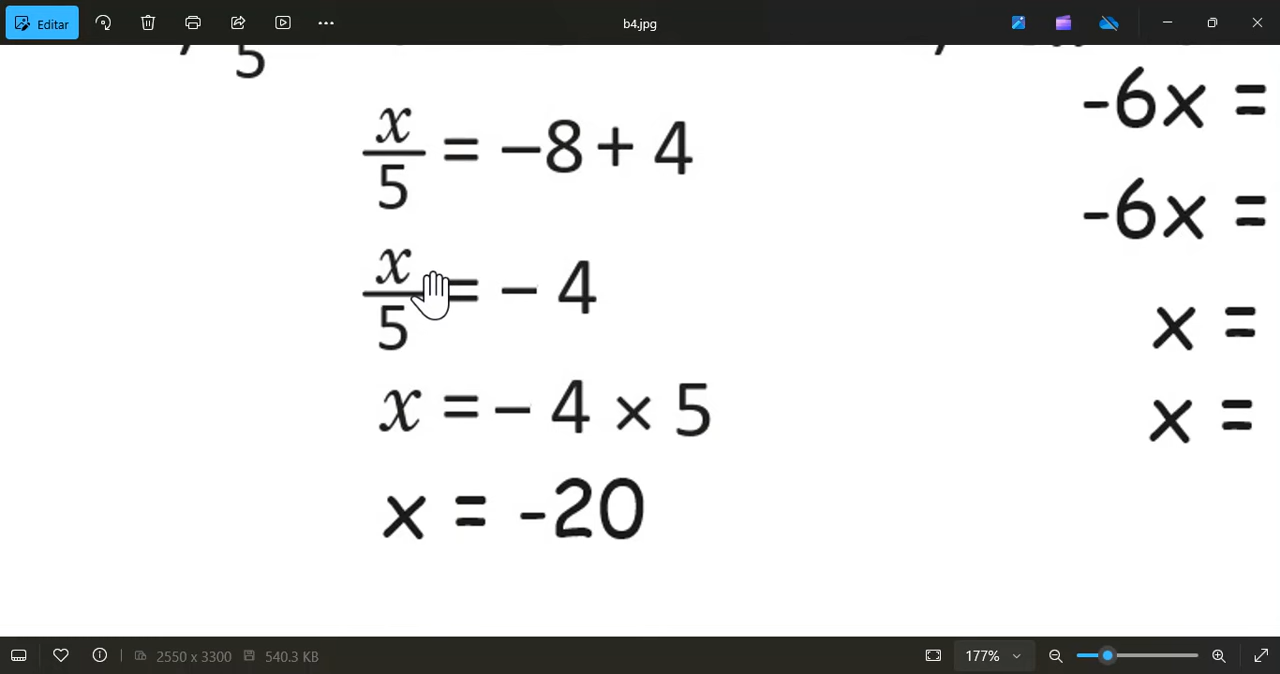 Editar
b4.jpg
5
x/5 = −8 + 4
x/5 = − 4
x = − 4 × 5
x = -20
-6x =
-6x =
x =
x =
2550 x 3300
540.3 KB
177%